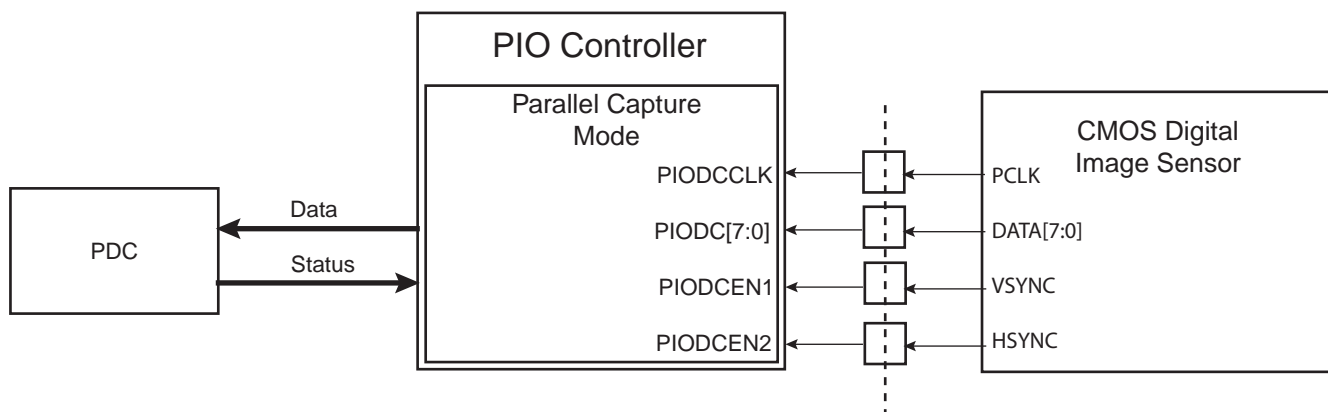 PIO Controller
Parallel Capture
Mode
CMOS Digital
Image Sensor
PIODCCLK
PCLK
Data
PIODC[7:0]
DATA[7:0]
PDC
Status
PIODCEN1
VSYNC
PIODCEN2
HSYNC